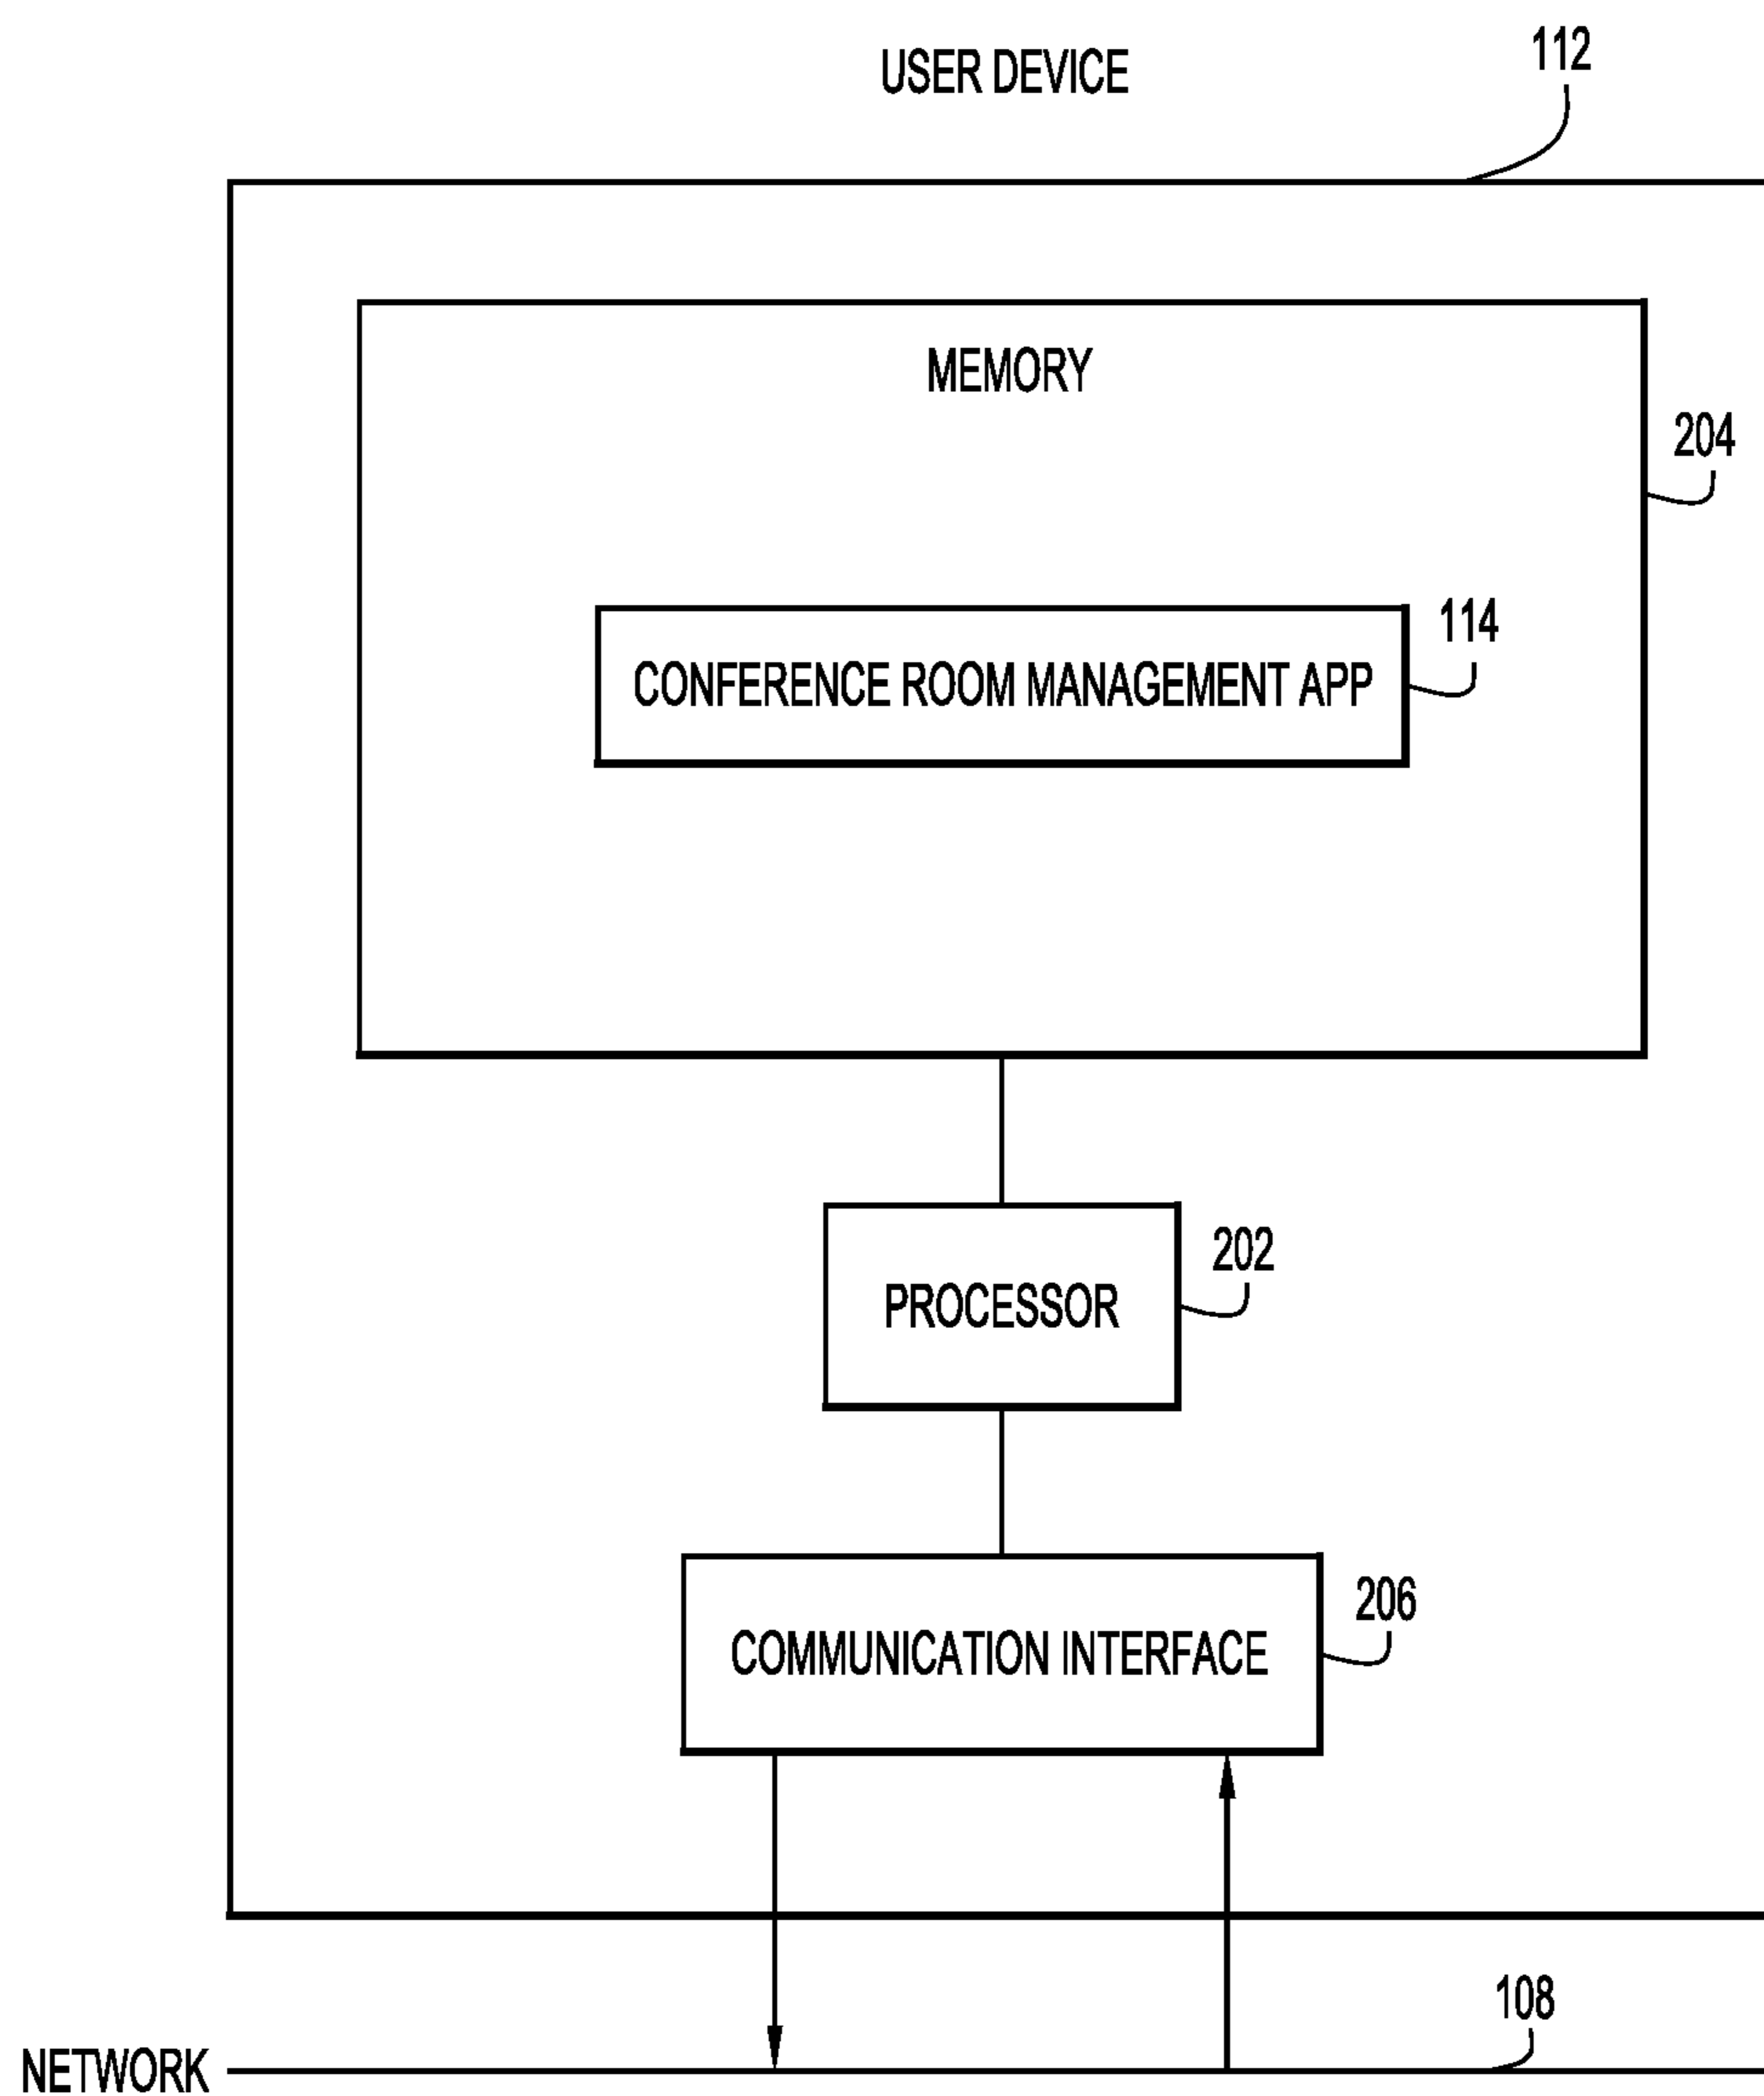 USER DEVICE
112
MEMORY
204
114
CONFERENCE ROOM MANAGEMENT APP
202
PROCESSOR
206
COMMUNICATION INTERFACE
108
NETWORK